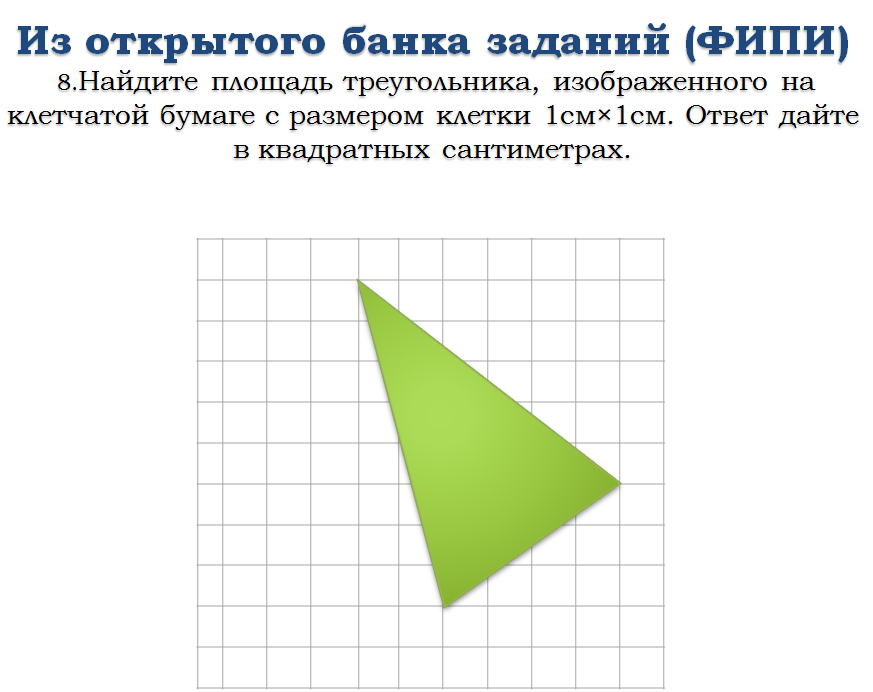 Из открытого банка заданий (ФИПИ)
8.Найдите площадь треугольника, изображенного на
клетчатой бумаге с размером клетки 1см×1см. Ответ дайте
в квадратных сантиметрах.